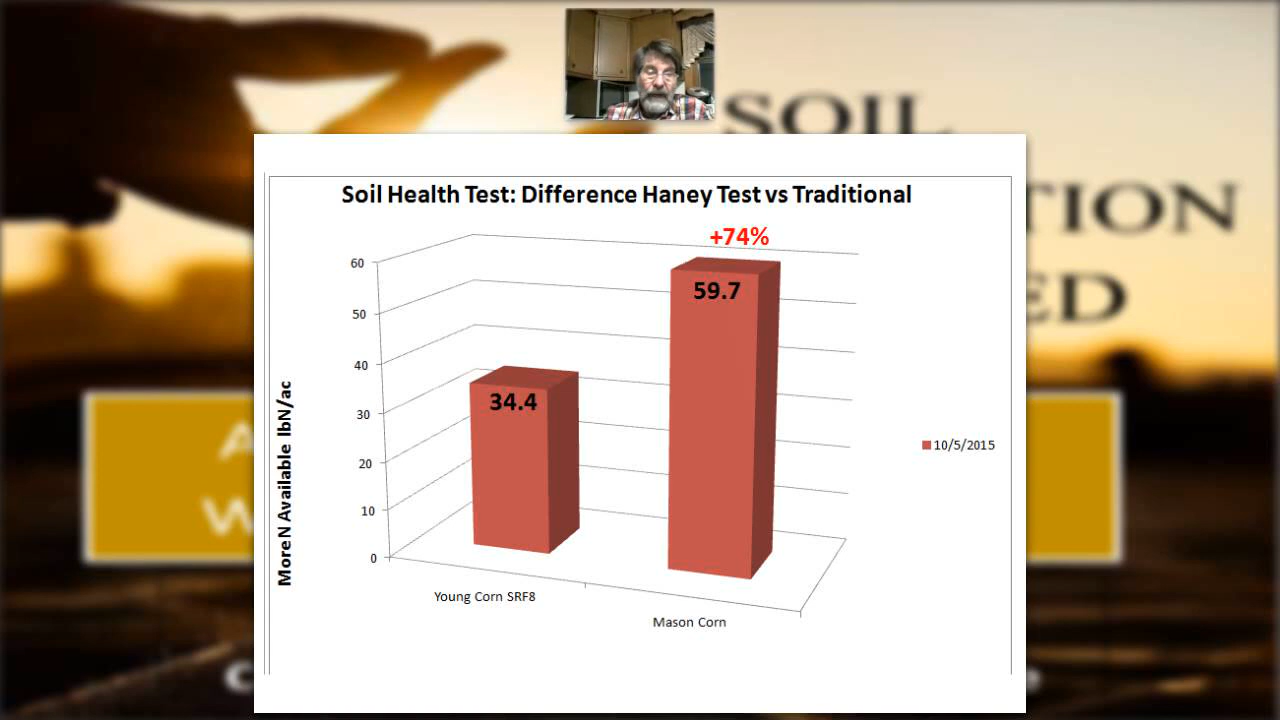 SOIL
TION
ED
Soil Health Test: Difference Haney Test vs Traditional
+74%
60
50
40
30
20
10
0
59.7
34.4
MoreN Available lbN/ac
10/5/2015
Young Corn SRF8
Mason Corn
A
W
C